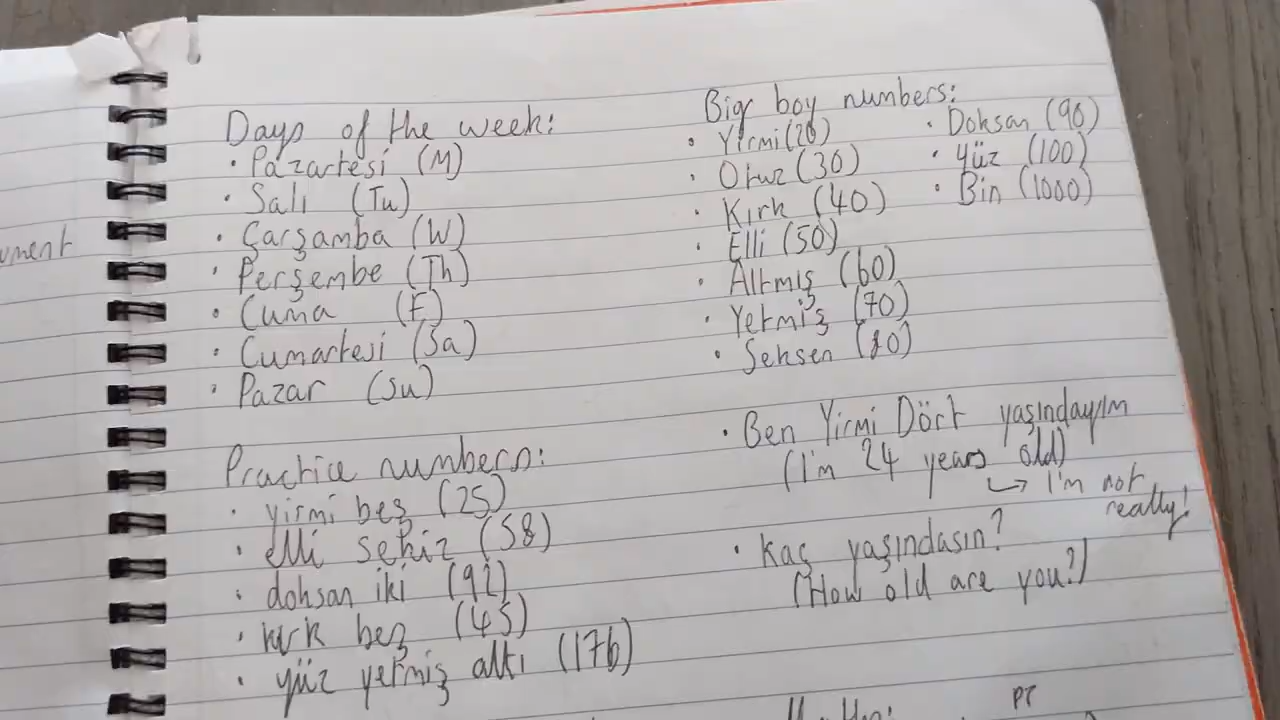 Days of the week:
• Pazartesi (M)
• Salı (Tu)
• Çarşamba (W)
• Perşembe (Th)
• Cuma (F)
• Cumartesi (Sa)
• Pazar (Su)
Practice numbers:
• yirmi beş (25)
• elli sekiz (58)
• doksan iki (92)
• kırk beş (45)
• yüz yetmiş altı (176)
Big boy numbers:
• Yirmi (20)
• Otuz (30)
• Kırk (40)
• Elli (50)
• Altmış (60)
• Yetmiş (70)
• Seksen (80)
• Doksan (90)
• Yüz (100)
• Bin (1000)
• Ben Yirmi Dört yaşındayım
(I'm 24 years old)
↳ I'm not
really!
• Kaç yaşındasın?
(How old are you?)